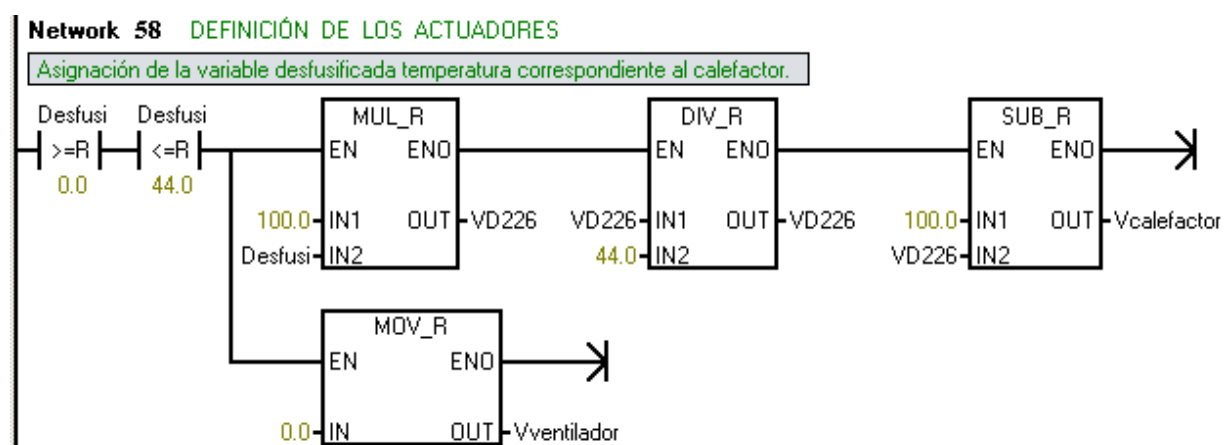 Network 58 DEFINICIÓN DE LOS ACTUADORES
Asignación de la variable desfusificada temperatura correspondiente al calefactor.
Desfusi Desfusi MUL_R DIV_R SUB_R
>=R <=R EN ENO EN ENO EN ENO
0.0 44.0
100.0 IN1 OUT VD226 VD226 IN1 OUT VD226 100.0 IN1 OUT Vcalefactor
Desfusi IN2 44.0 IN2 VD226 IN2
MOV_R
EN ENO
0.0 IN OUT Vventilador